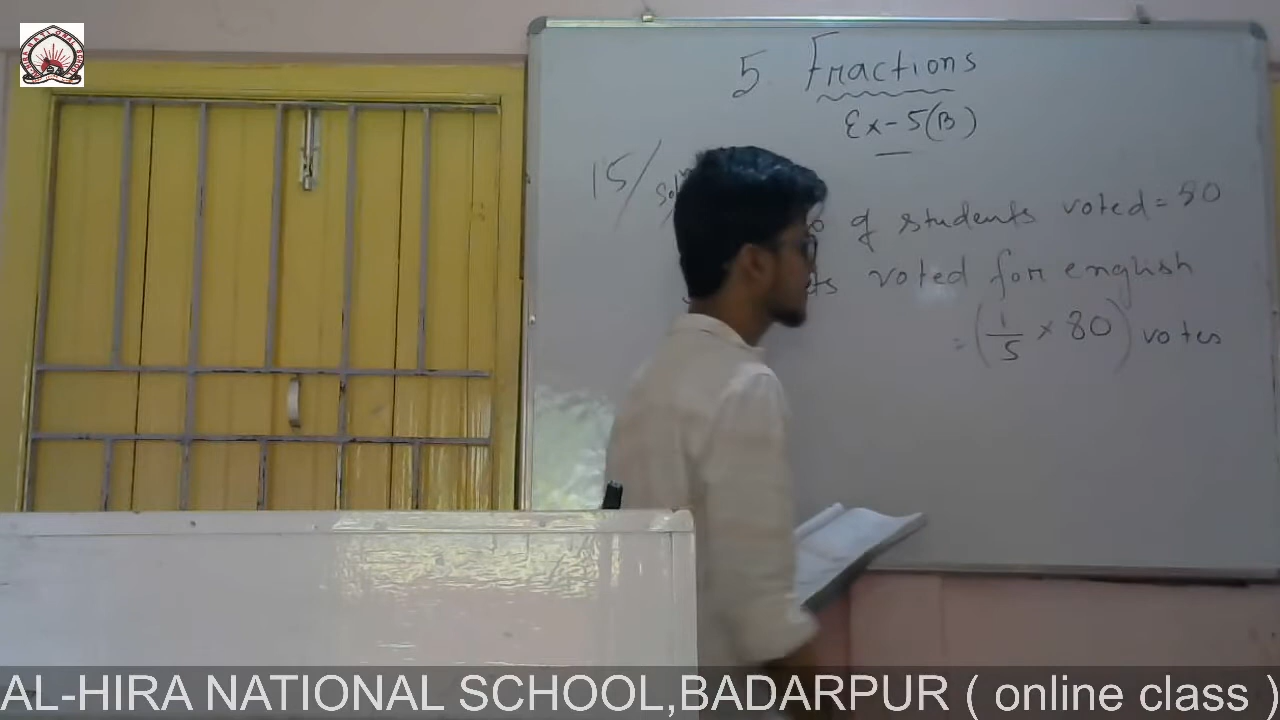 5 Fractions
Ex-5(B)
15/ of students voted = 80
voted for english
= (1/5 × 80) votes
AL-HIRA NATIONAL SCHOOL,BADARPUR ( online class )